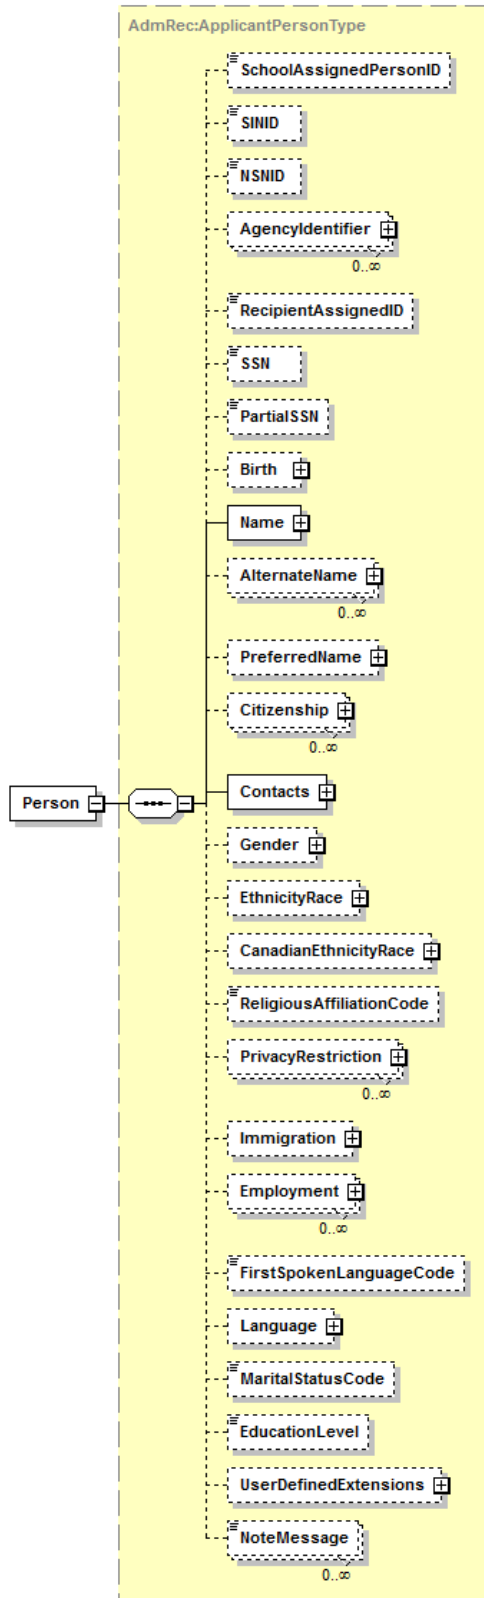 AdmRec:ApplicantPersonType
SchoolAssignedPersonID
SINID
NSNID
AgencyIdentifier
0..∞
RecipientAssignedID
SSN
PartialSSN
Birth
Name
AlternateName
0..∞
PreferredName
Citizenship
0..∞
Person
Contacts
Gender
EthnicityRace
CanadianEthnicityRace
ReligiousAffiliationCode
PrivacyRestriction
0..∞
Immigration
Employment
0..∞
FirstSpokenLanguageCode
Language
MaritalStatusCode
EducationLevel
UserDefinedExtensions
NoteMessage
0..∞